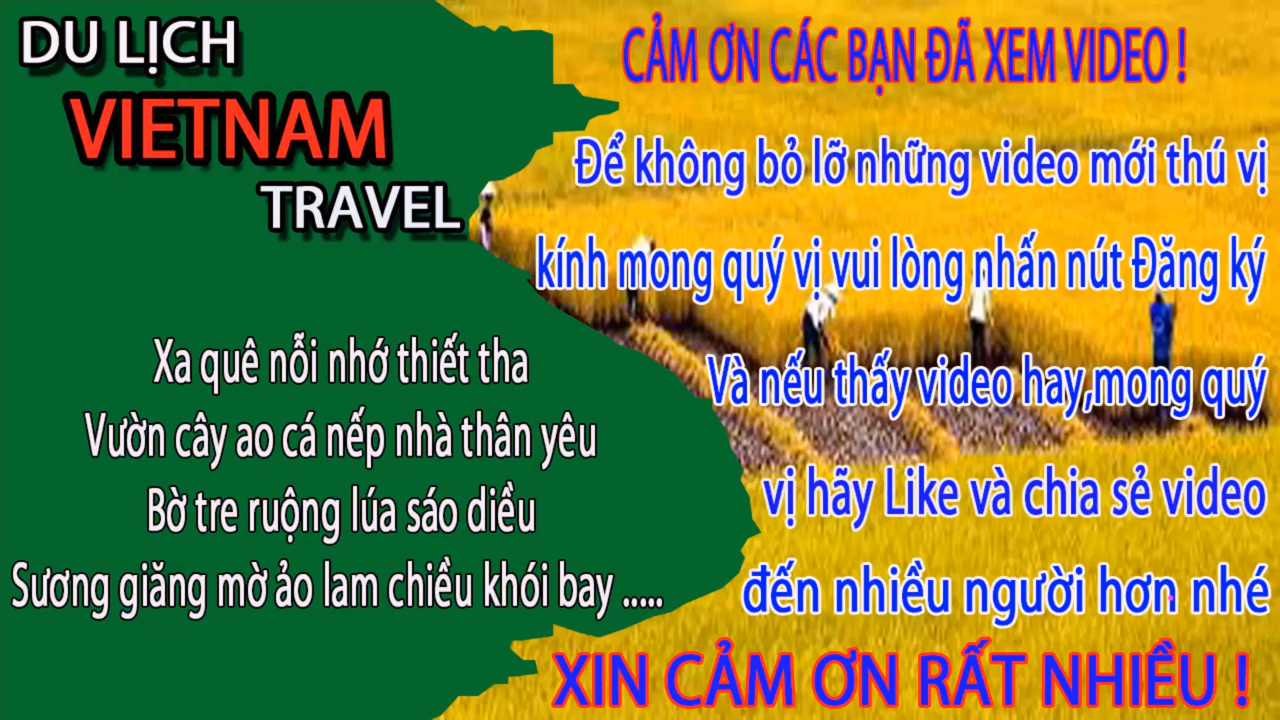 DU LỊCH
VIETNAM
TRAVEL
Xa quê nỗi nhớ thiết tha
Vườn cây ao cá nếp nhà thân yêu
Bờ tre ruộng lúa sáo diều
Sương giăng mờ ảo lam chiều khói bay .....
CẢM ƠN CÁC BẠN ĐÃ XEM VIDEO !
Để không bỏ lỡ những video mới thú vị
kính mong quý vị vui lòng nhấn nút Đăng ký
Và nếu thấy video hay,mong quý
vị hãy Like và chia sẻ video
đến nhiều người hơn nhé
XIN CẢM ƠN RẤT NHIỀU !